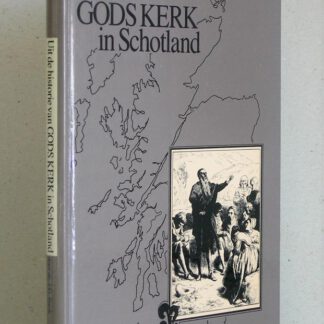 GODS KERK
in Schotland
Uit de historie van GODS KERK in Schotland